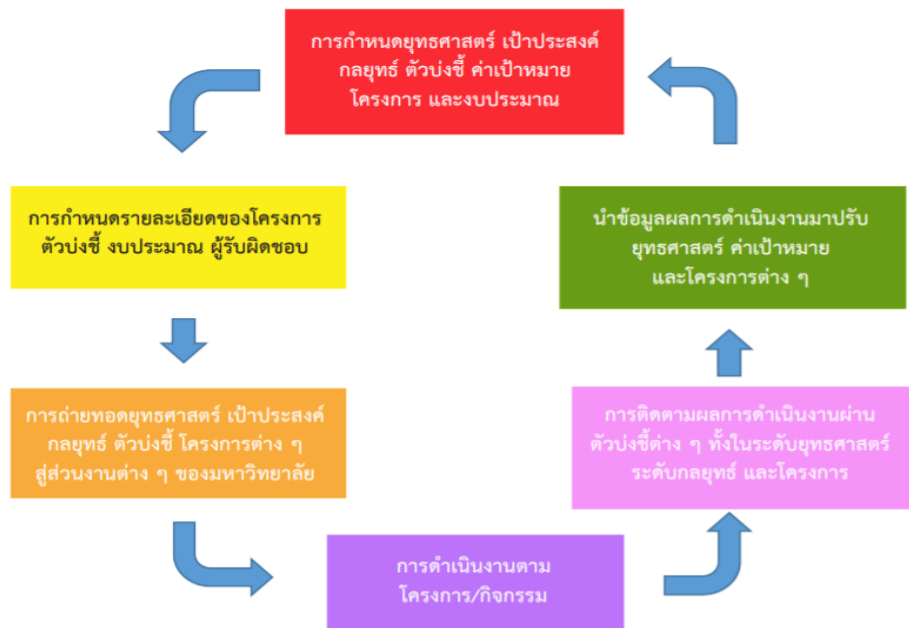 การกำหนดยุทธศาสตร์ เป้าประสงค์
กลยุทธ์ ตัวบ่งชี้ ค่าเป้าหมาย
โครงการ และงบประมาณ
การกำหนดรายละเอียดของโครงการ
ตัวบ่งชี้ งบประมาณ ผู้รับผิดชอบ
การถ่ายทอดยุทธศาสตร์ เป้าประสงค์
กลยุทธ์ ตัวบ่งชี้ โครงการต่าง ๆ
สู่ส่วนงานต่าง ๆ ของมหาวิทยาลัย
การดำเนินงานตาม
โครงการ/กิจกรรม
การติดตามผลการดำเนินงานผ่าน
ตัวบ่งชี้ต่าง ๆ ทั้งในระดับยุทธศาสตร์
ระดับกลยุทธ์ และโครงการ
นำข้อมูลผลการดำเนินงานมาปรับ
ยุทธศาสตร์ ค่าเป้าหมาย
และโครงการต่าง ๆ